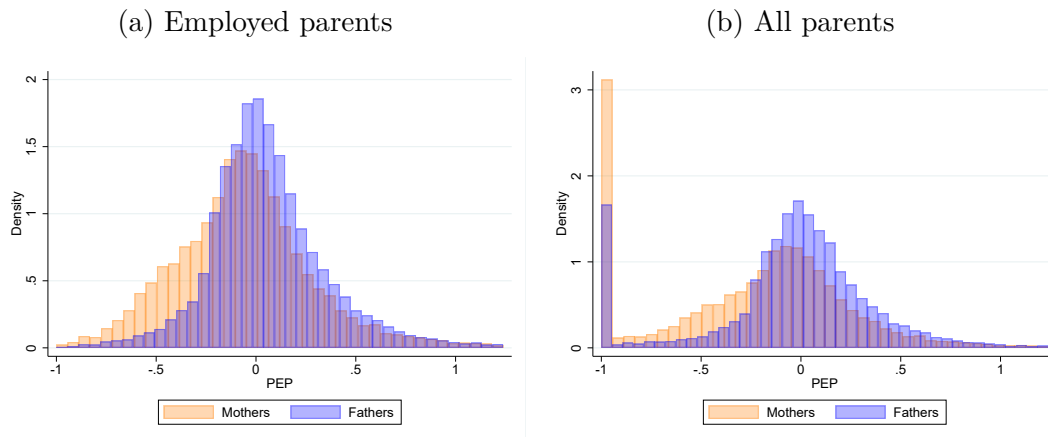 (a) Employed parents
2
1.5
1
.5
0
Density
-1
-.5
0
.5
1
PEP
Mothers
Fathers
(b) All parents
3
2
1
0
Density
-1
-.5
0
.5
1
PEP
Mothers
Fathers